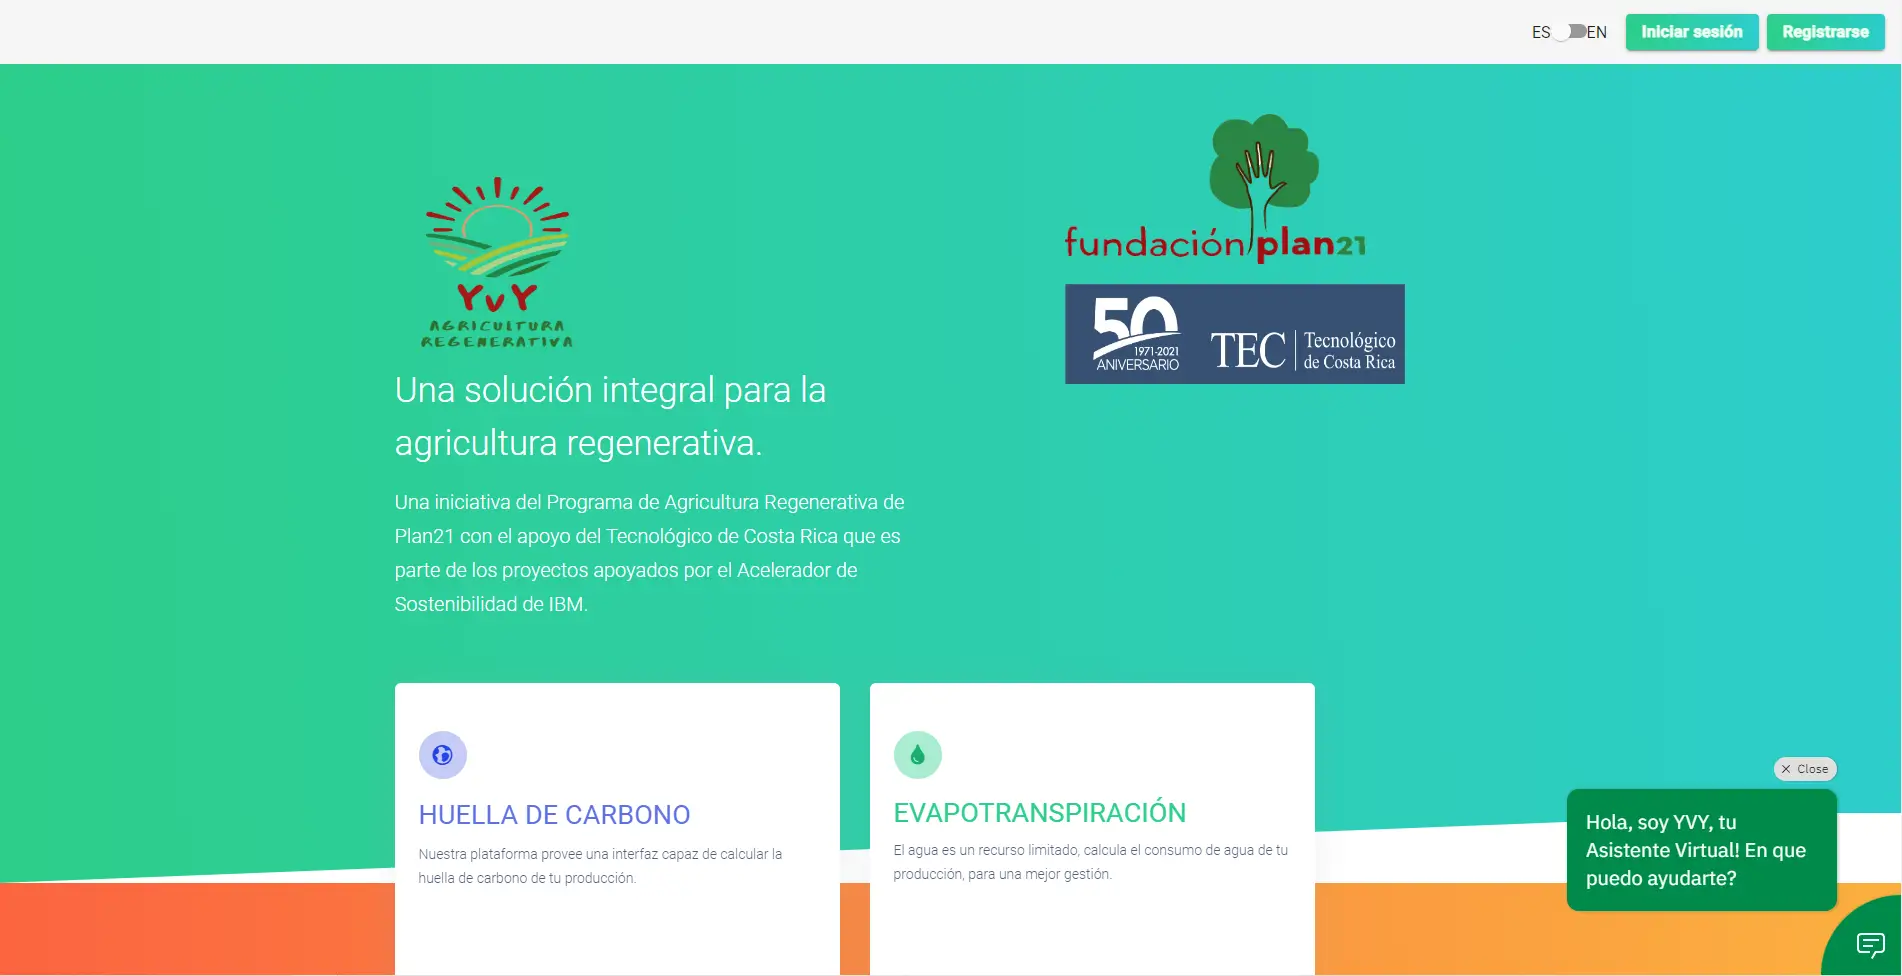 ES EN Iniciar sesión Registrarse
YvY
AGRICULTURA
REGENERATIVA
fundación plan21
50
1971-2021
ANIVERSARIO
TEC Tecnológico
de Costa Rica
Una solución integral para la
agricultura regenerativa.
Una iniciativa del Programa de Agricultura Regenerativa de
Plan21 con el apoyo del Tecnológico de Costa Rica que es
parte de los proyectos apoyados por el Acelerador de
Sostenibilidad de IBM.
HUELLA DE CARBONO
Nuestra plataforma provee una interfaz capaz de calcular la
huella de carbono de tu producción.
EVAPOTRANSPIRACIÓN
El agua es un recurso limitado, calcula el consumo de agua de tu
producción, para una mejor gestión.
Close
Hola, soy YVY, tu
Asistente Virtual! En que
puedo ayudarte?